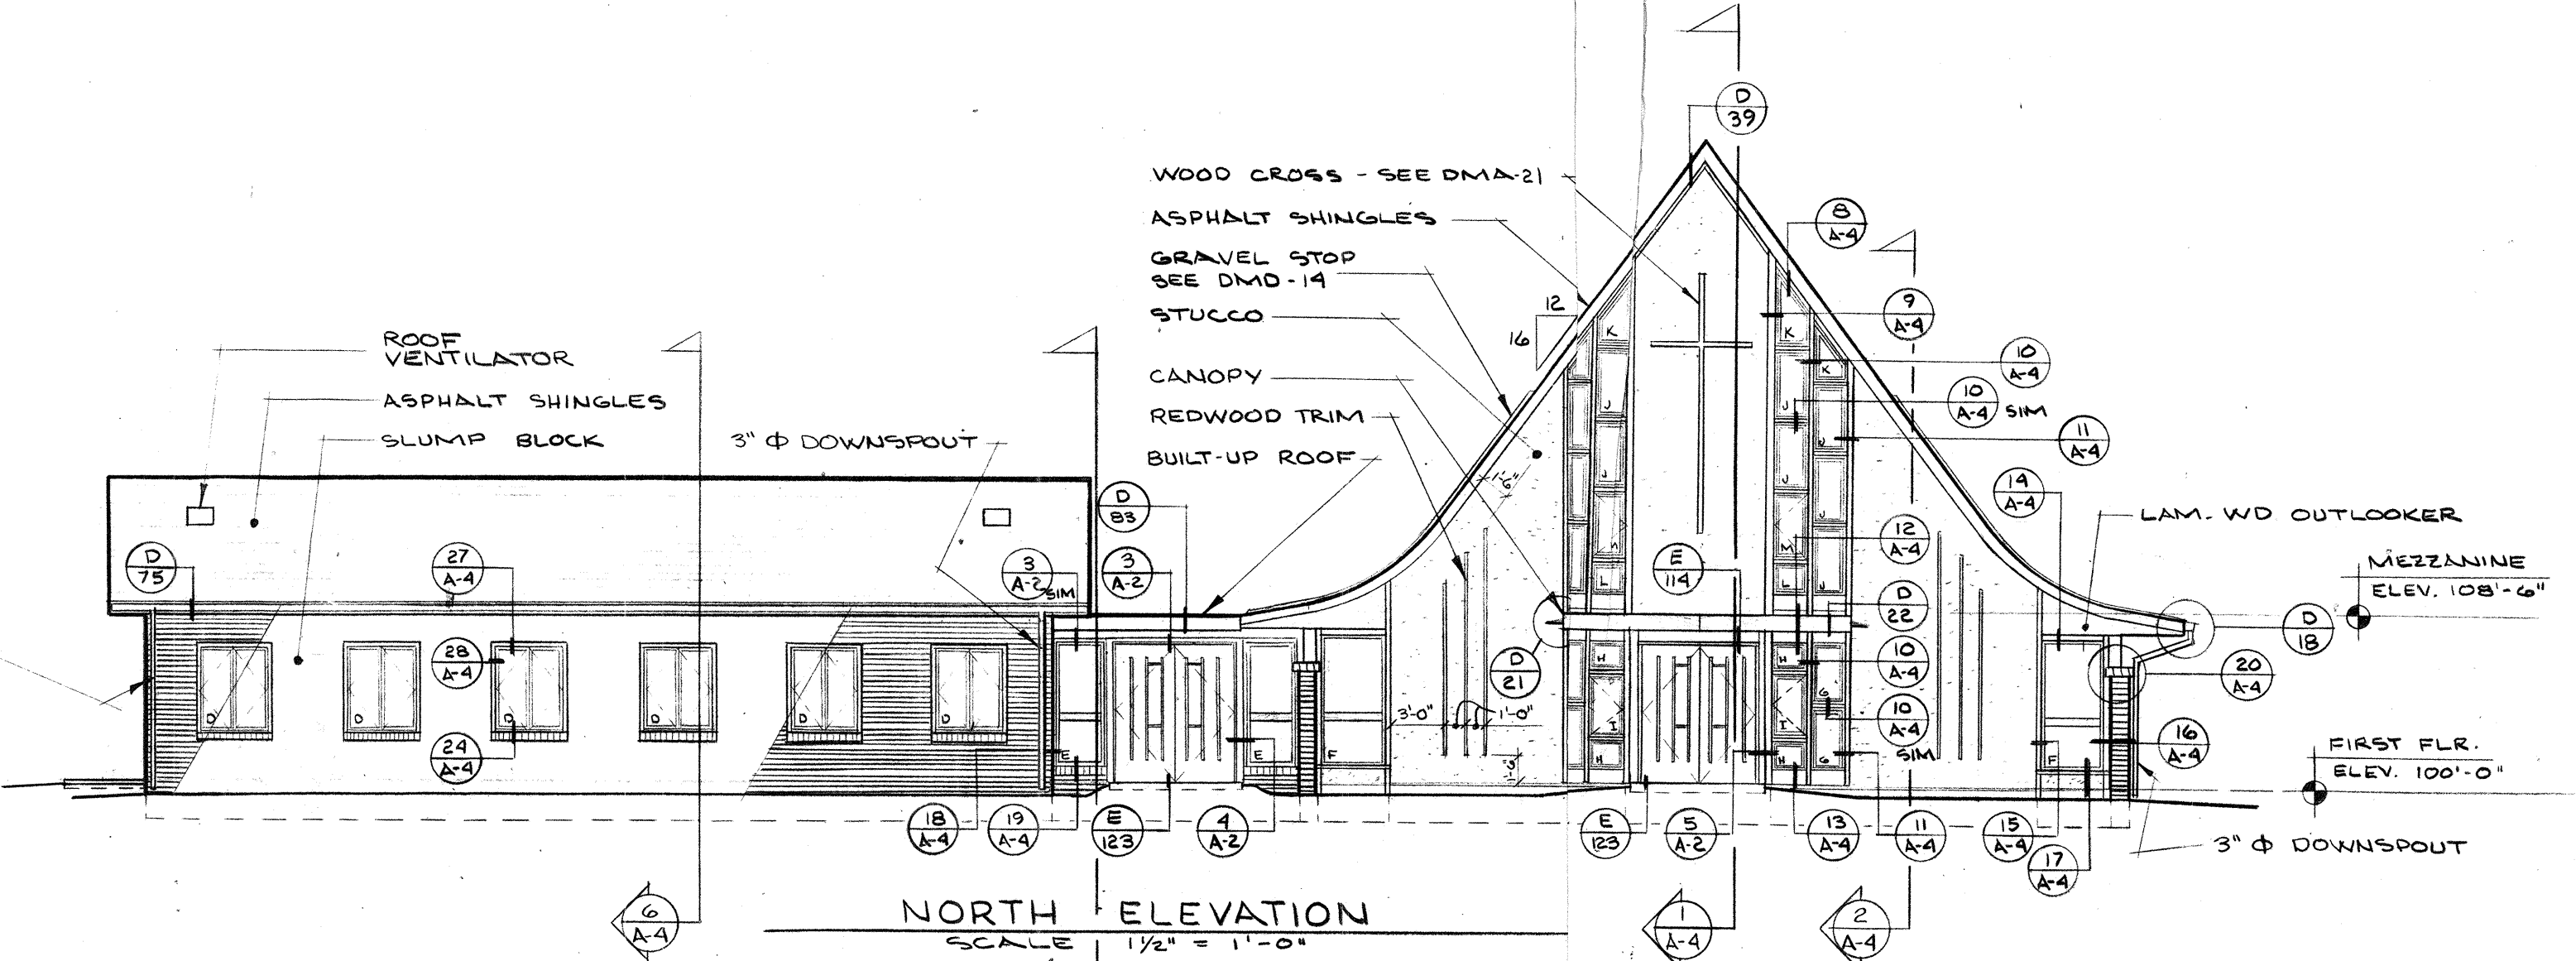 D
39
WOOD CROSS - SEE DMA-21
ASPHALT SHINGLES
GRAVEL STOP
SEE DMD-14
STUCCO
CANOPY
REDWOOD TRIM
BUILT-UP ROOF
12
16
1'-6"
8
A-4
9
A-4
10
A-4
10
A-4 SIM
11
A-4
14
A-4
LAM. WD OUTLOOKER
MEZZANINE
ELEV. 108'-6"
ROOF
VENTILATOR
ASPHALT SHINGLES
SLUMP BLOCK
3" Φ DOWNSPOUT
D
83
D
75
27
A-4
3
A-2
SIM
3
A-2
E
114
12
A-4
D
22
D
18
28
A-4
D
21
10
A-4
20
A-4
24
A-4
10
A-4
SIM
16
A-4
FIRST FLR.
ELEV. 100'-0"
D
D
D
D
D
D
E
E
F
3'-0"
1'-0"
1'-6"
K
J
J
L
H
I
H
K
J
J
M
L
H
I
H
K
J
J
J
G
G
F
18
A-4
19
A-4
E
123
4
A-2
E
123
5
A-2
13
A-4
11
A-4
15
A-4
17
A-4
3" Φ DOWNSPOUT
6
A-4
1
A-4
2
A-4
NORTH ELEVATION
SCALE 1 1/2" = 1'-0"